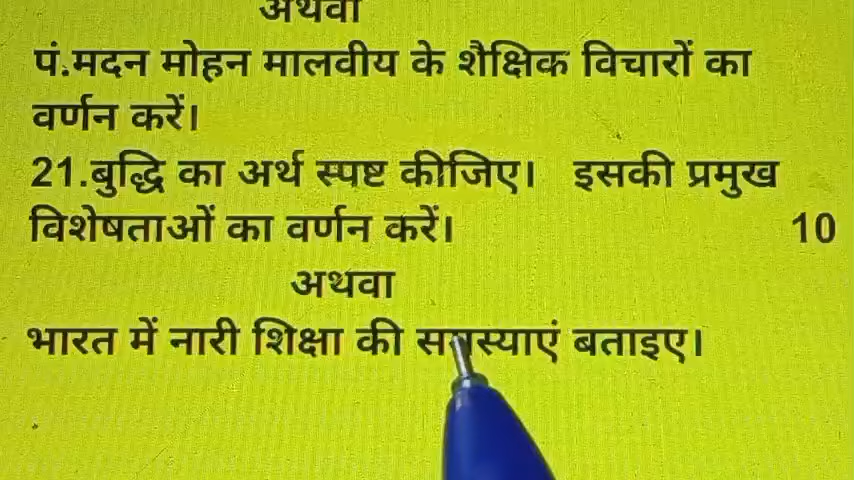 अथवा
पं.मदन मोहन मालवीय के शैक्षिक विचारों का
वर्णन करें।
21.बुद्धि का अर्थ स्पष्ट कीजिए। इसकी प्रमुख
विशेषताओं का वर्णन करें। 10
अथवा
भारत में नारी शिक्षा की समस्याएं बताइए।